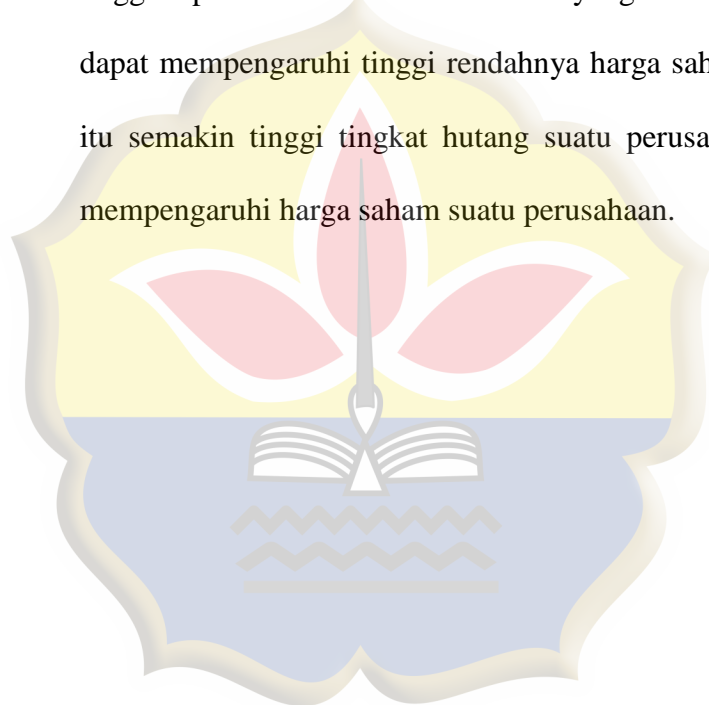 dapat mempengaruhi tinggi rendahnya harga
itu semakin tinggi tingkat hutang suatu
mempengaruhi harga saham suatu perusahaan.